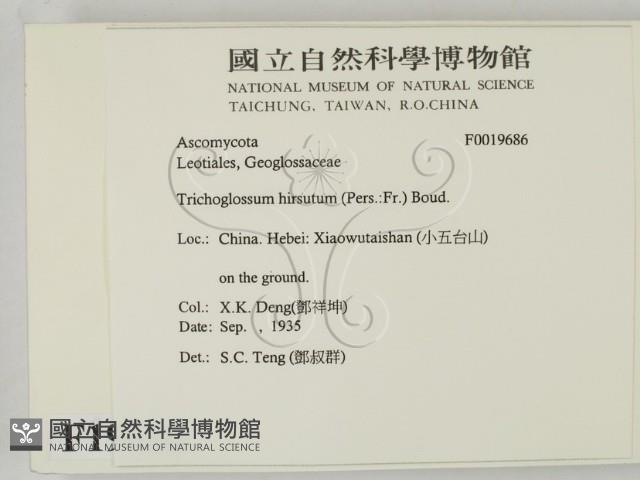 國立自然科學博物館
NATIONAL MUSEUM OF NATURAL SCIENCE
TAICHUNG, TAIWAN, R.O.CHINA
Ascomycota F0019686
Leotiales, Geoglossaceae
Trichoglossum hirsutum (Pers.:Fr.) Boud.
Loc.: China. Hebei: Xiaowutaishan (小五台山)
on the ground.
Col.: X.K. Deng(鄧祥坤)
Date: Sep. , 1935
Det.: S.C. Teng (鄧叔群)
國立自然科學博物館
NATIONAL MUSEUM OF NATURAL SCIENCE